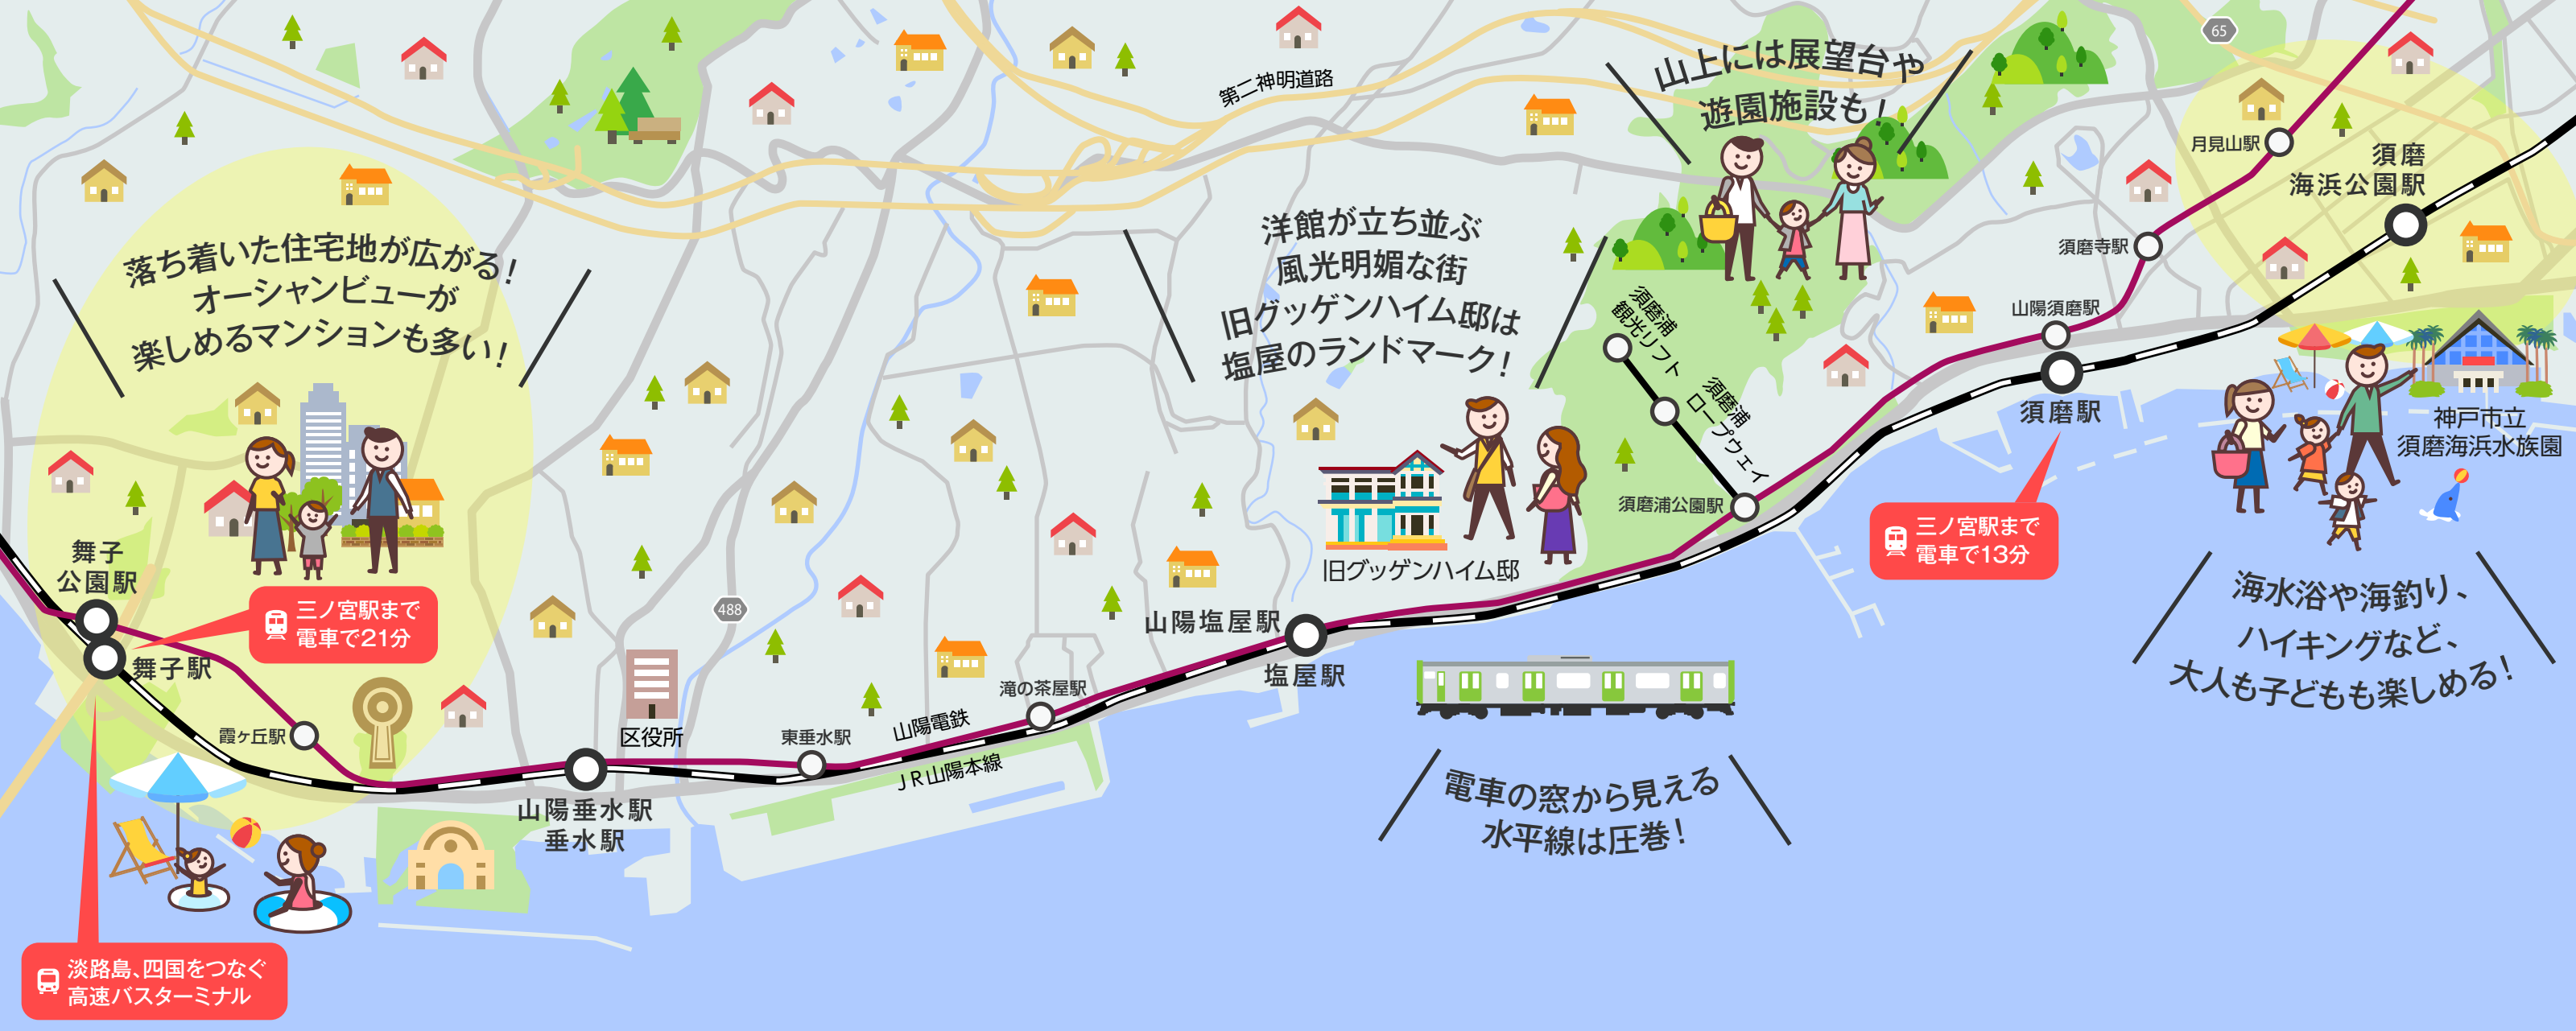 65
第二神明道路
山上には展望台や
遊園施設も!
月見山駅
須磨
海浜公園駅
落ち着いた住宅地が広がる!
オーシャンビューが
楽しめるマンションも多い!
洋館が立ち並ぶ
風光明媚な街
旧グッゲンハイム邸は
塩屋のランドマーク!
須磨寺駅
山陽須磨駅
須磨浦
観光リフト
須磨浦
ロープウェイ
須磨駅
神戸市立
須磨海浜水族園
須磨浦公園駅
三ノ宮駅まで
電車で13分
旧グッゲンハイム邸
舞子
公園駅
三ノ宮駅まで
電車で21分
488
舞子駅
山陽塩屋駅
塩屋駅
海水浴や海釣り、
ハイキングなど、
大人も子どもも楽しめる!
滝の茶屋駅
霞ヶ丘駅
区役所
東垂水駅
山陽電鉄
JR山陽本線
山陽垂水駅
垂水駅
電車の窓から見える
水平線は圧巻!
淡路島、四国をつなぐ
高速バスターミナル